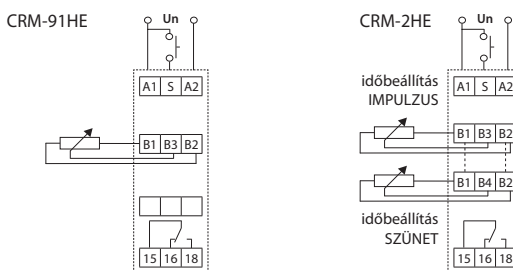 CRM-91HE
Un
A1 S A2
B1 B3 B2
15 16 18
CRM-2HE
Un
időbeállítás
IMPULZUS
A1 S A2
B1 B3 B2
B1 B4 B2
időbeállítás
SZÜNET
15 16 18